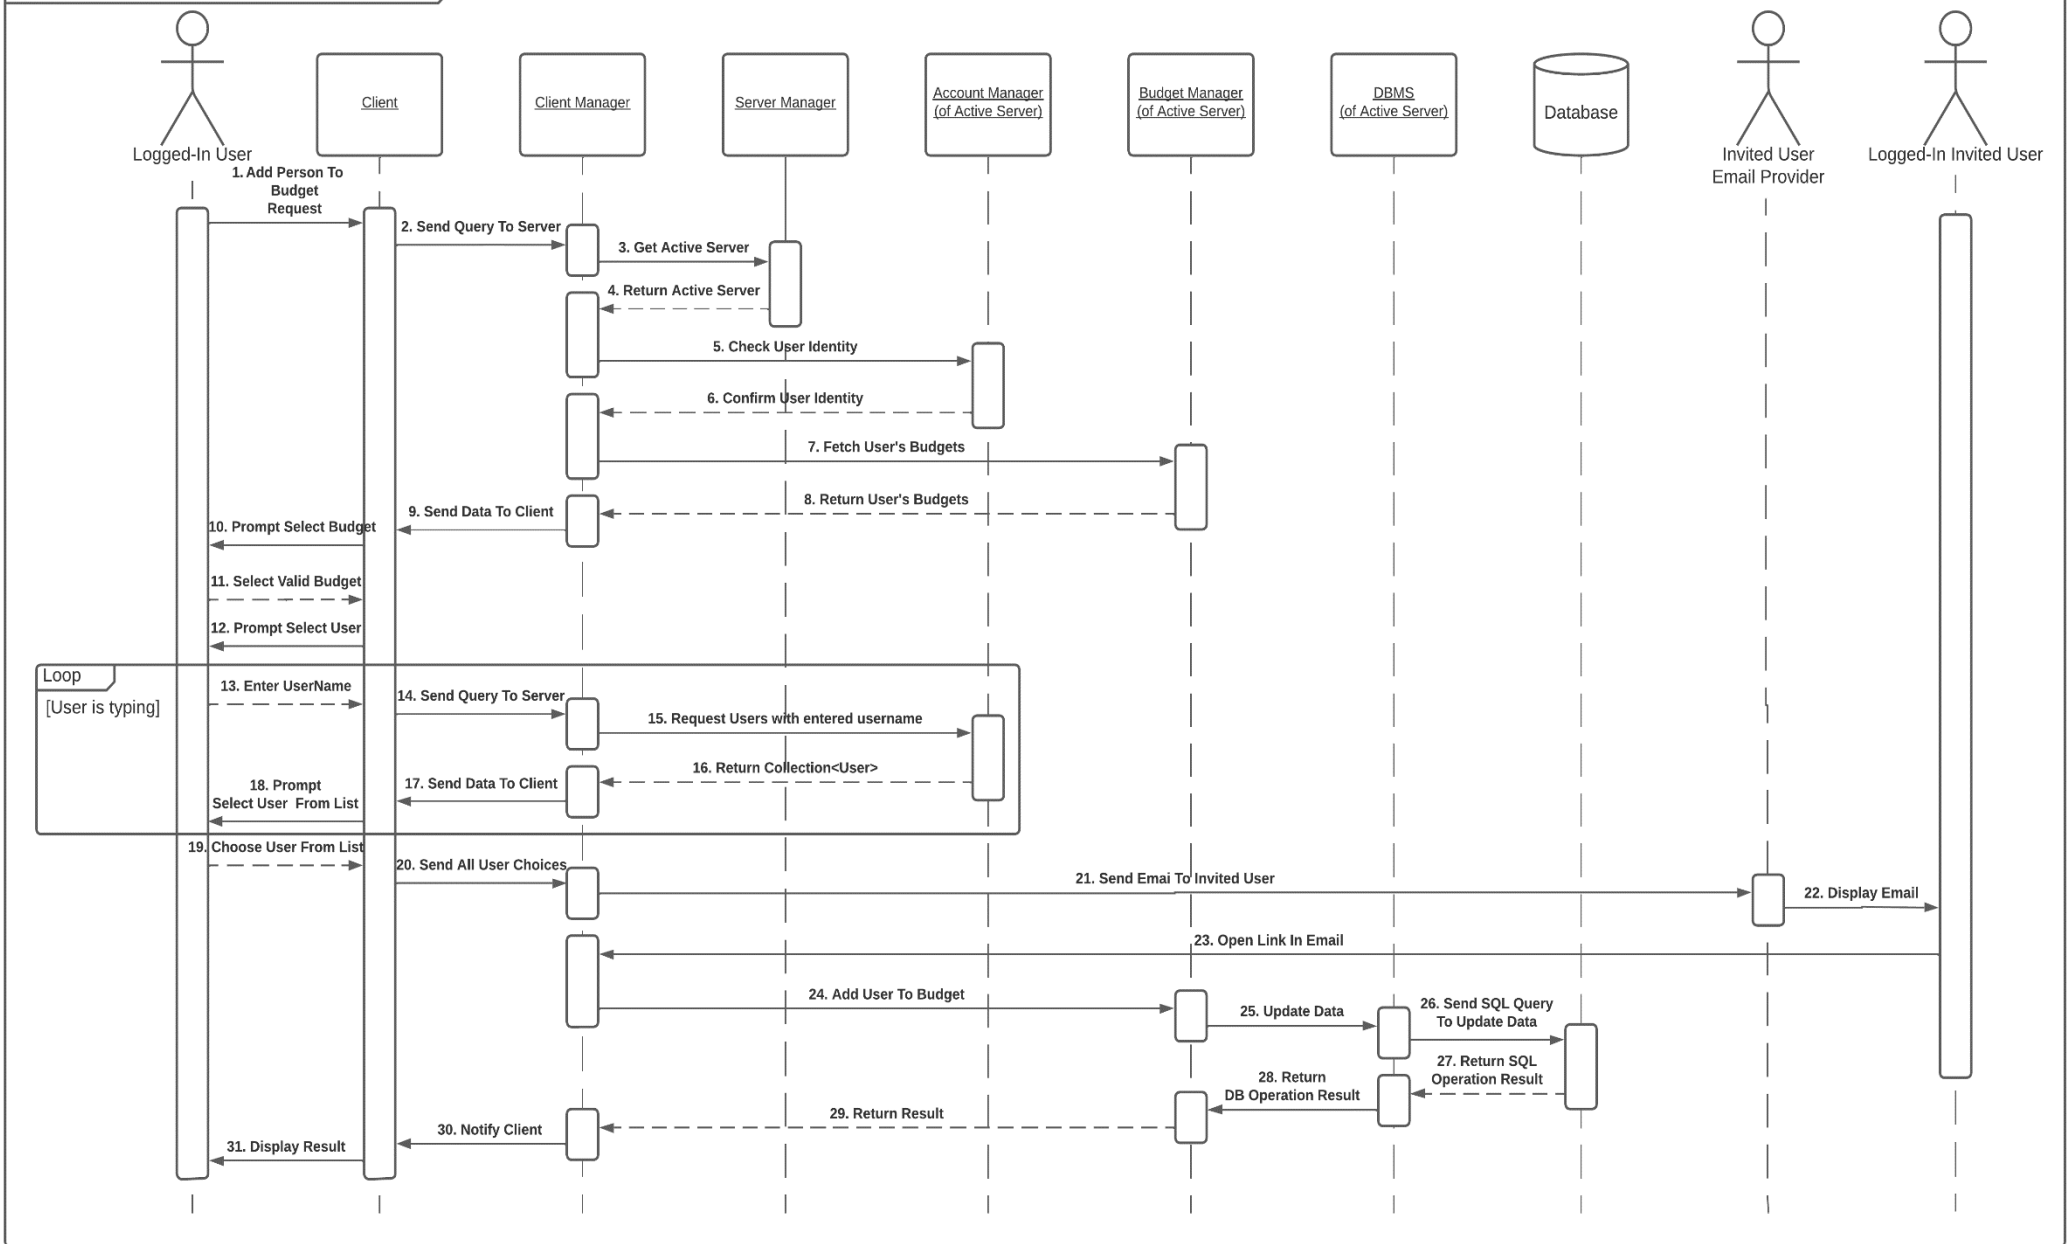 Client
Client Manager
Server Manager
Account Manager
(of Active Server)
Budget Manager
(of Active Server)
DBMS
(of Active Server)
Database
Logged-In User
Invited User
Email Provider
Logged-In Invited User
1. Add Person To
Budget
Request
2. Send Query To Server
3. Get Active Server
4. Return Active Server
5. Check User Identity
6. Confirm User Identity
7. Fetch User's Budgets
8. Return User's Budgets
9. Send Data To Client
10. Prompt Select Budget
11. Select Valid Budget
12. Prompt Select User
Loop
[User is typing]
13. Enter UserName
14. Send Query To Server
15. Request Users with entered username
16. Return Collection<User>
17. Send Data To Client
18. Prompt
Select User From List
19. Choose User From List
20. Send All User Choices
21. Send Emai To Invited User
22. Display Email
23. Open Link In Email
24. Add User To Budget
25. Update Data
26. Send SQL Query
To Update Data
27. Return SQL
Operation Result
28. Return
DB Operation Result
29. Return Result
30. Notify Client
31. Display Result